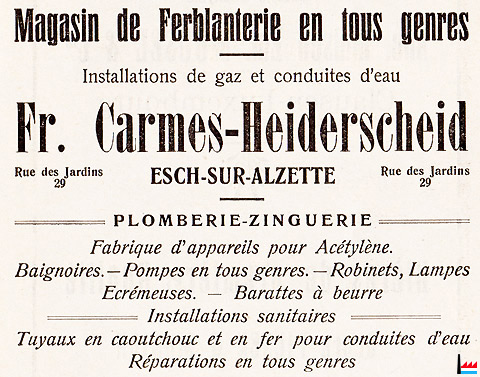 Magasin de Ferblanterie en tous genres
Installations de gaz et conduites d'eau
Fr. Carmes-Heiderscheid
Rue des Jardins 29
ESCH-SUR-ALZETTE
Rue des Jardins 29
PLOMBERIE-ZINGUERIE
Fabrique d'appareils pour Acétylène.
Baignoires.—Pompes en tous genres.—Robinets, Lampes
Ecrémeuses. — Barattes à beurre
Installations sanitaires
Tuyaux en caoutchouc et en fer pour conduites d'eau
Réparations en tous genres